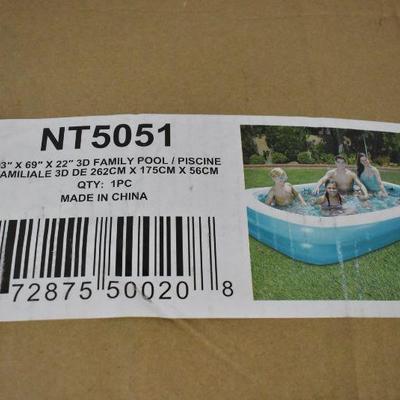 NT5051
3" X 69" X 22" 3D FAMILY POOL / PISCINE
AMILIALE 3D DE 262CM X 175CM X 56CM
QTY: 1PC
MADE IN CHINA
72875 50020 8